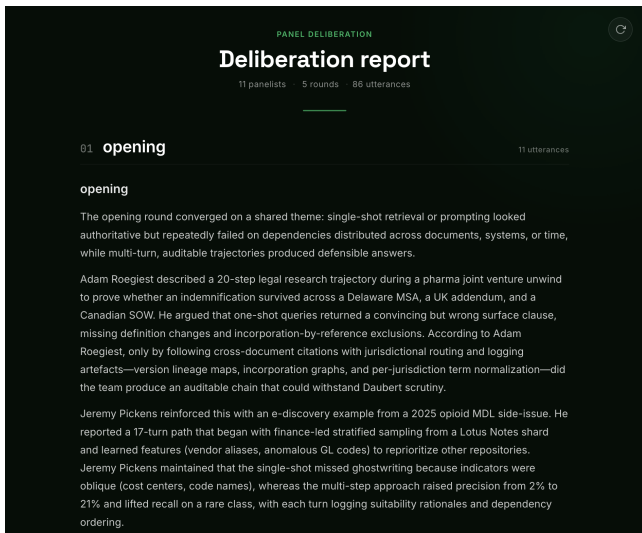 PANEL DELIBERATION
Deliberation report
11 panelists · 5 rounds · 86 utterances
01 opening 11 utterances
opening
The opening round converged on a shared theme: single-shot retrieval or prompting looked
authoritative but repeatedly failed on dependencies distributed across documents, systems, or time,
while multi-turn, auditable trajectories produced defensible answers.
Adam Roegiest described a 20-step legal research trajectory during a pharma joint venture unwind
to prove whether an indemnification survived across a Delaware MSA, a UK addendum, and a
Canadian SOW. He argued that one-shot queries returned a convincing but wrong surface clause,
missing definition changes and incorporation-by-reference exclusions. According to Adam
Roegiest, only by following cross-document citations with jurisdictional routing and logging
artefacts—version lineage maps, incorporation graphs, and per-jurisdiction term normalization—did
the team produce an auditable chain that could withstand Daubert scrutiny.
Jeremy Pickens reinforced this with an e-discovery example from a 2025 opioid MDL side-issue. He
reported a 17-turn path that began with finance-led stratified sampling from a Lotus Notes shard
and learned features (vendor aliases, anomalous GL codes) to reprioritize other repositories.
Jeremy Pickens maintained that the single-shot missed ghostwriting because indicators were
oblique (cost centers, code names), whereas the multi-step approach raised precision from 2% to
21% and lifted recall on a rare class, with each turn logging suitability rationales and dependency
ordering.